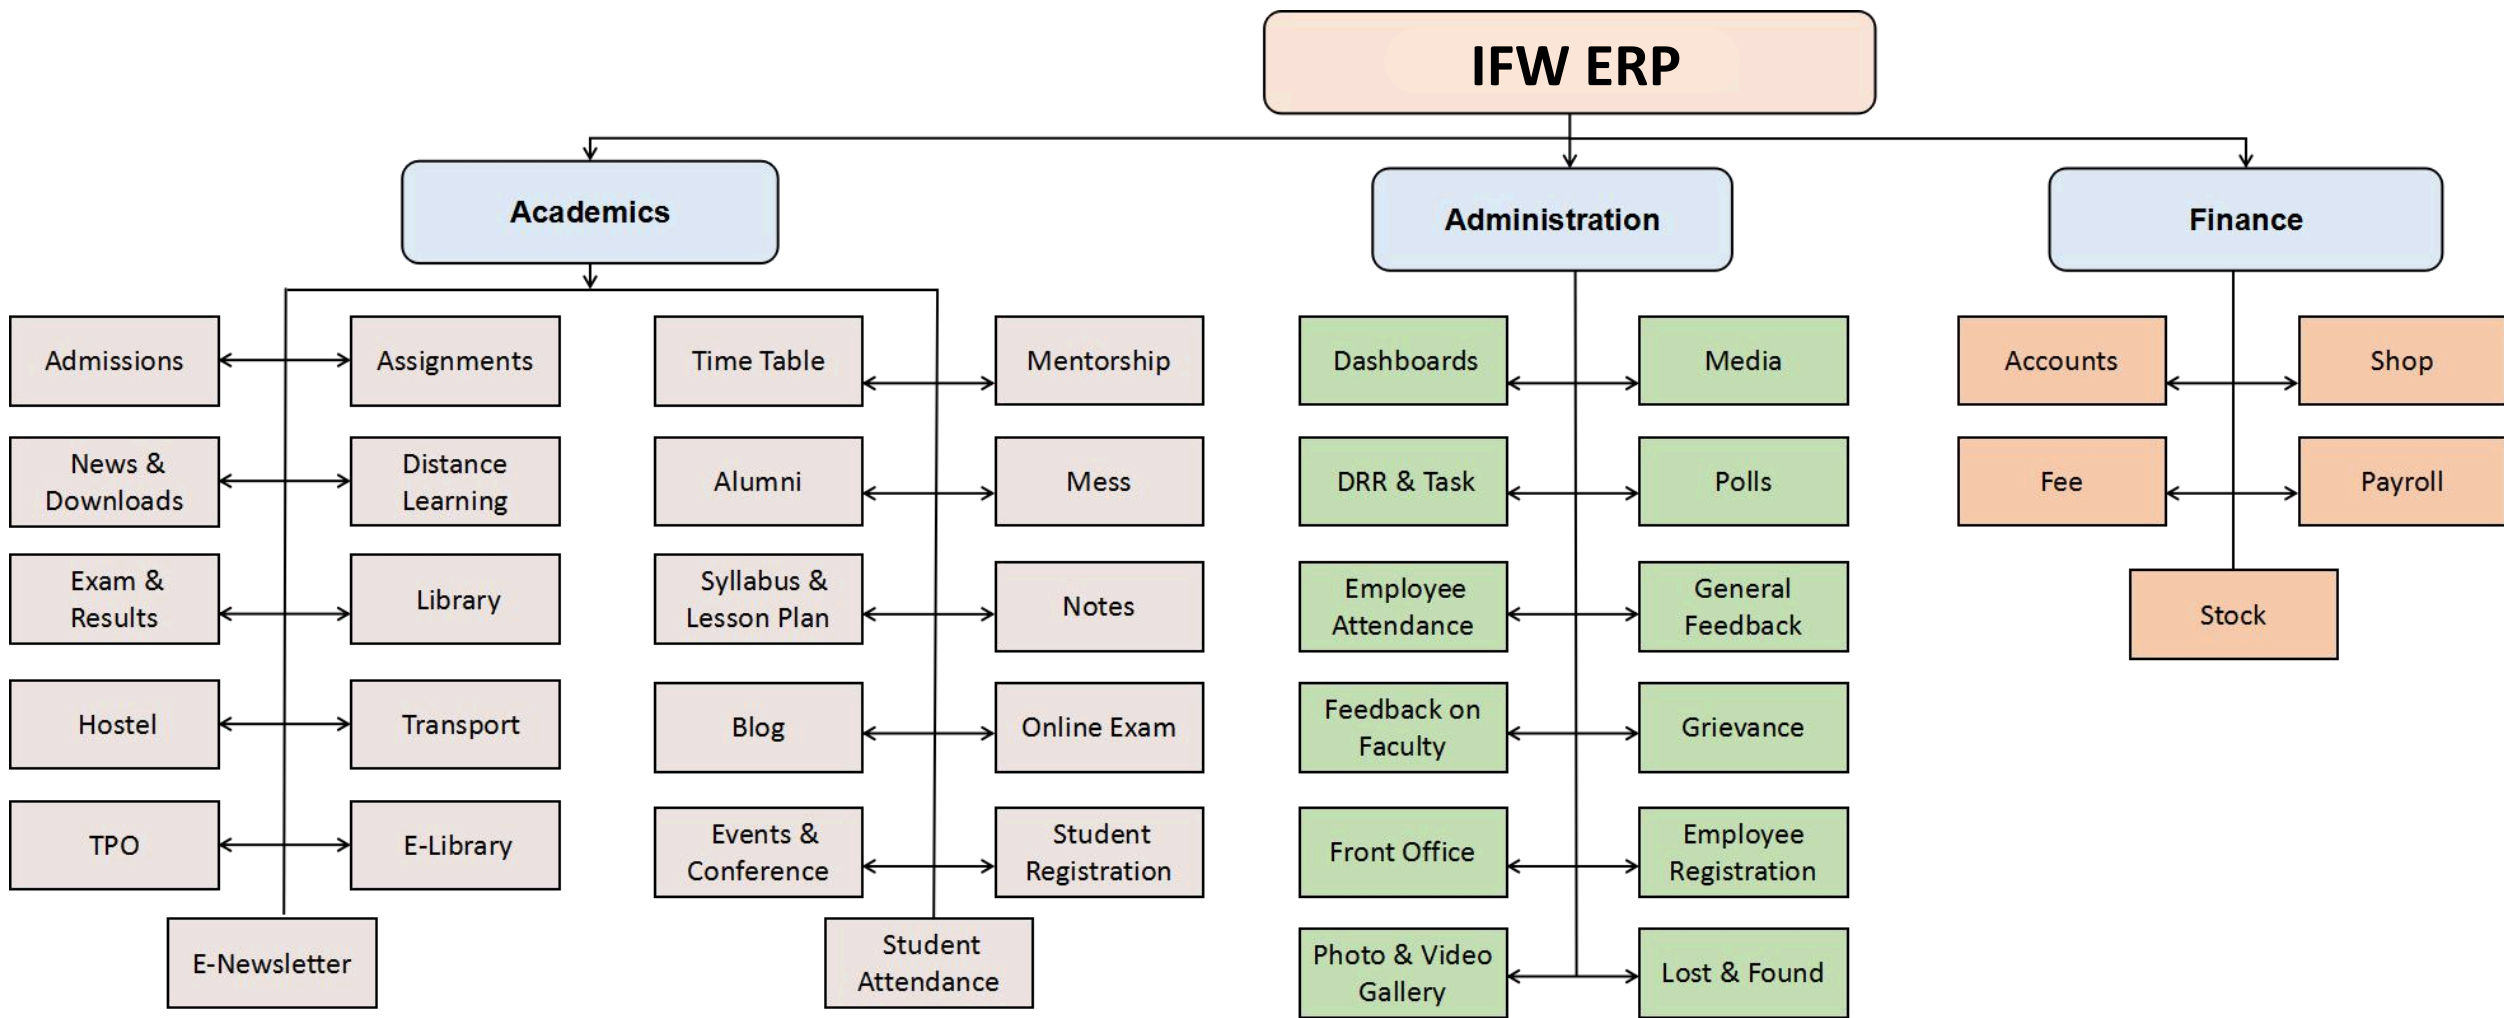 IFW ERP
Academics
Administration
Finance
Admissions
Assignments
Time Table
Mentorship
Dashboards
Media
Accounts
Shop
News &
Downloads
Distance
Learning
Alumni
Mess
DRR & Task
Polls
Fee
Payroll
Exam &
Results
Library
Syllabus &
Lesson Plan
Notes
Employee
Attendance
General
Feedback
Stock
Hostel
Transport
Blog
Online Exam
Feedback on
Faculty
Grievance
TPO
E-Library
Events &
Conference
Student
Registration
Front Office
Employee
Registration
E-Newsletter
Student
Attendance
Photo & Video
Gallery
Lost & Found